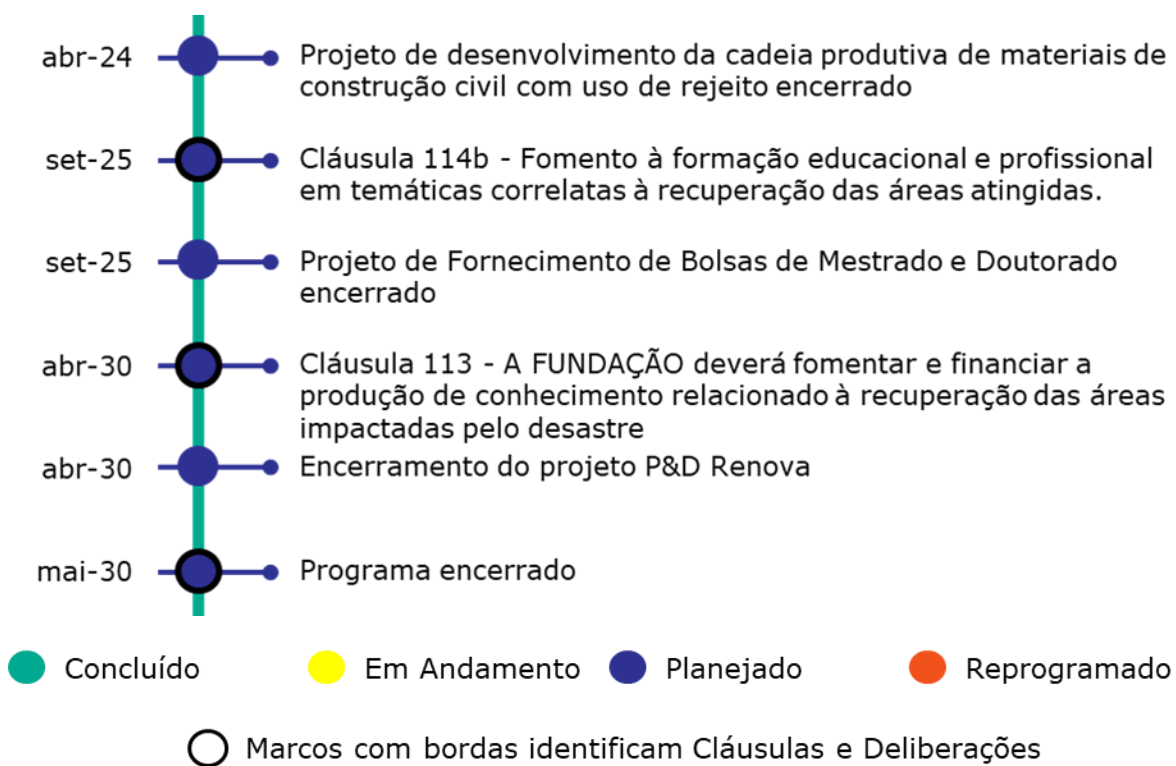 abr-24
Projeto de desenvolvimento da cadeia produtiva de materiais de
construção civil com uso de rejeito encerrado
set-25
Cláusula 114b - Fomento à formação educacional e profissional
em temáticas correlatas à recuperação das áreas atingidas.
set-25
Projeto de Fornecimento de Bolsas de Mestrado e Doutorado
encerrado
abr-30
Cláusula 113 - A FUNDAÇÃO deverá fomentar e financiar a
produção de conhecimento relacionado à recuperação das áreas
impactadas pelo desastre
abr-30
Encerramento do projeto P&D Renova
mai-30
Programa encerrado
Concluído
Em Andamento
Planejado
Reprogramado
Marcos com bordas identificam Cláusulas e Deliberações